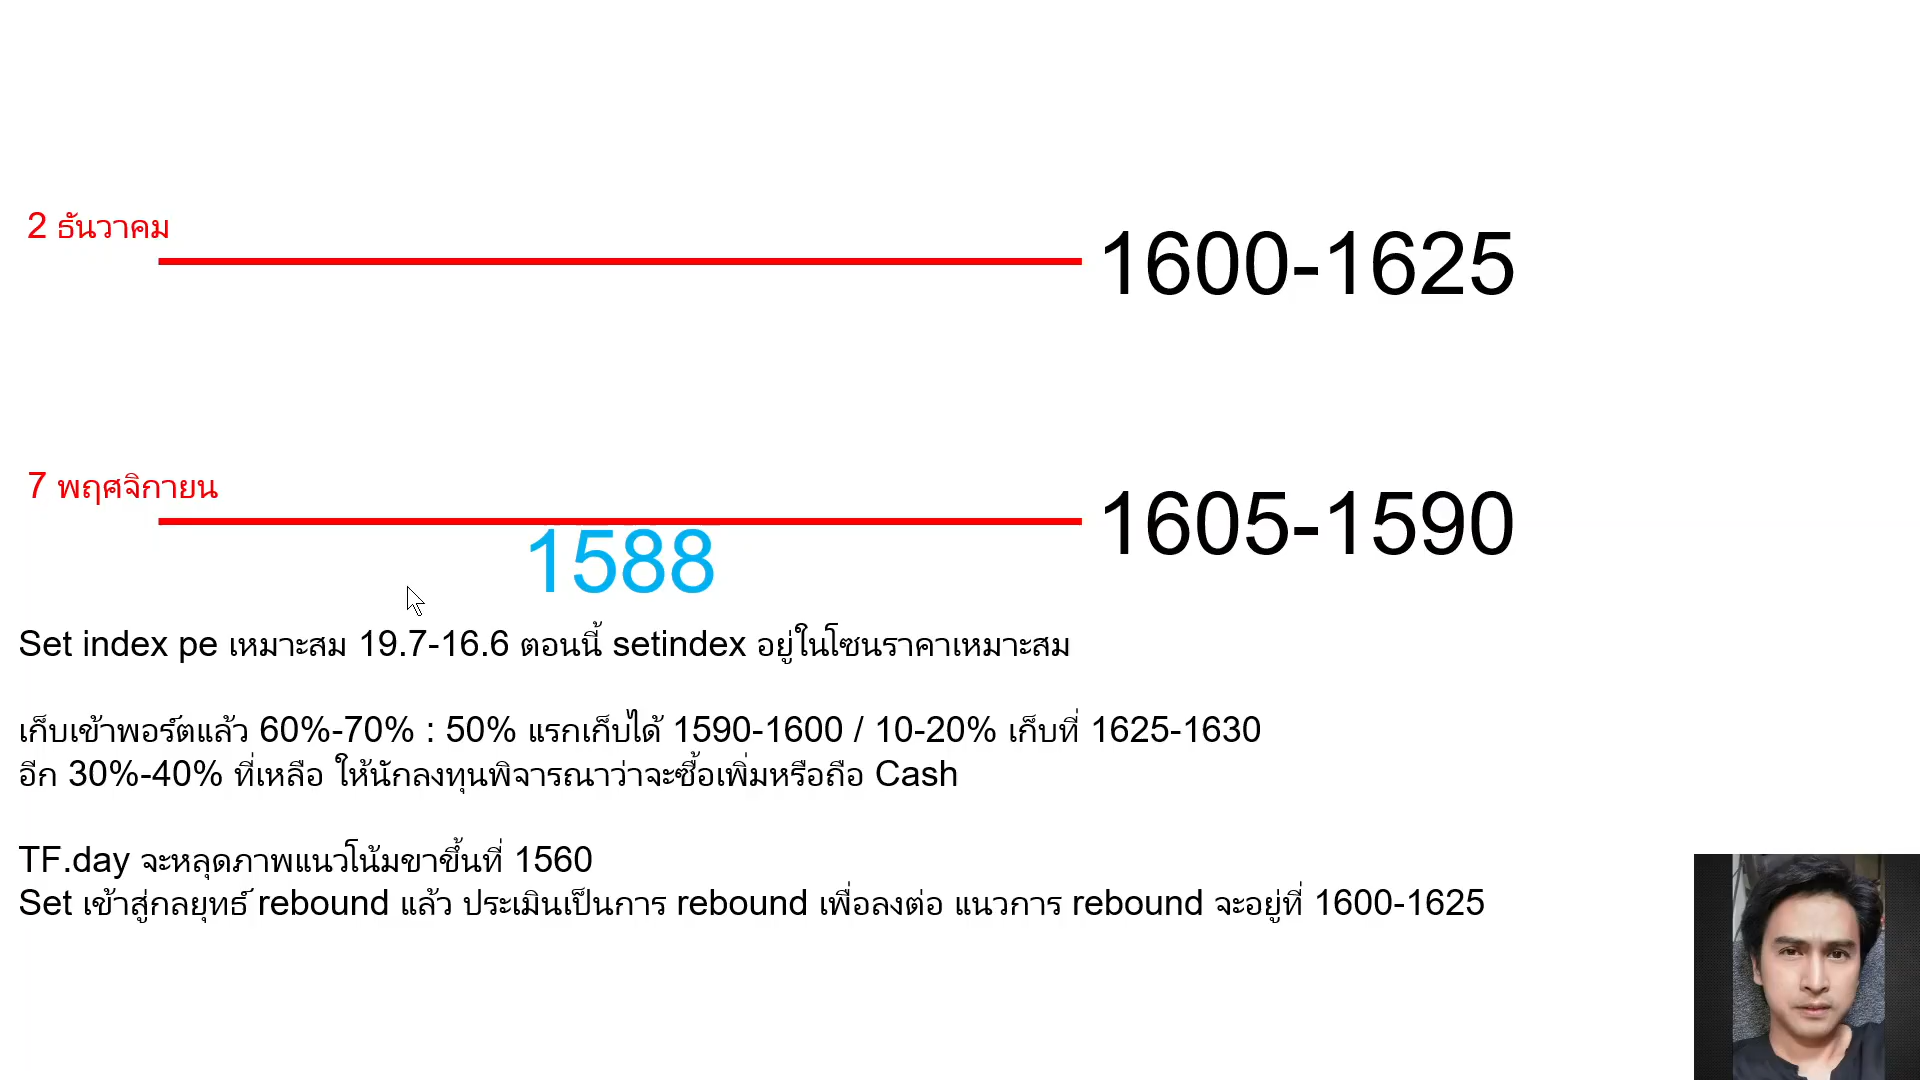 2 ธันวาคม
1600-1625
7 พฤศจิกายน
1605-1590
1588
Set index pe เหมาะสม 19.7-16.6 ตอนนี้ setindex อยู่ในโซนราคาเหมาะสม
เก็บเข้าพอร์ตแล้ว 60%-70% : 50% แรกเก็บได้ 1590-1600 / 10-20% เก็บที่ 1625-1630
อีก 30%-40% ที่เหลือ ให้นักลงทุนพิจารณาว่าจะซื้อเพิ่มหรือถือ Cash
TF.day จะหลุดภาพแนวโน้มขาขึ้นที่ 1560
Set เข้าสู่กลยุทธ์ rebound แล้ว ประเมินเป็นการ rebound เพื่อลงต่อ แนวการ rebound จะอยู่ที่ 1600-1625